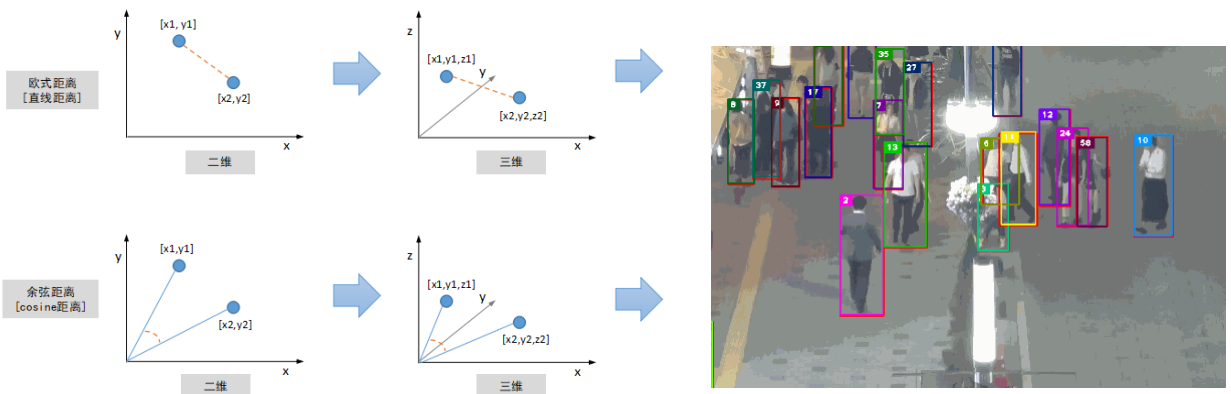 y
[x1, y1]
[x2,y2]
x
欧式距离
[直线距离]
二维
z
[x1,y1,z1]
y
[x2,y2,z2]
x
三维
余弦距离
[cosine距离]
y
[x1,y1]
[x2,y2]
x
二维
z
[x1,y1,z1]
y
[x2,y2,z2]
x
三维
35
27
37
17
8
9
7
13
2
12
11
6
24
58
10